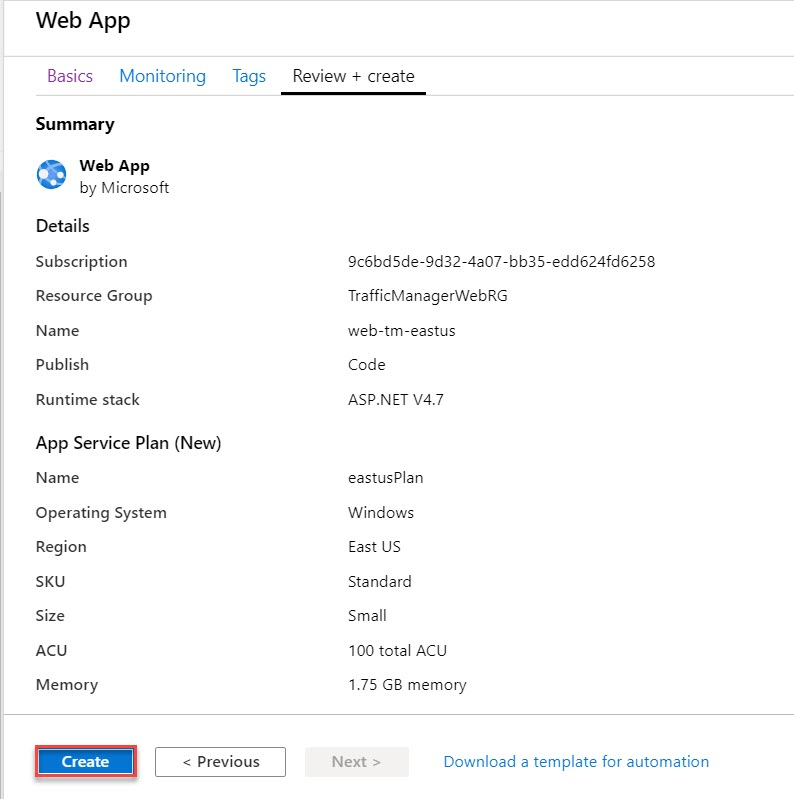 Web App
Basics Monitoring Tags Review + create
Summary
Web App
by Microsoft
Details
Subscription 9c6bd5de-9d32-4a07-bb35-edd624fd6258
Resource Group TrafficManagerWebRG
Name web-tm-eastus
Publish Code
Runtime stack ASP.NET V4.7
App Service Plan (New)
Name eastusPlan
Operating System Windows
Region East US
SKU Standard
Size Small
ACU 100 total ACU
Memory 1.75 GB memory
Create < Previous Next > Download a template for automation